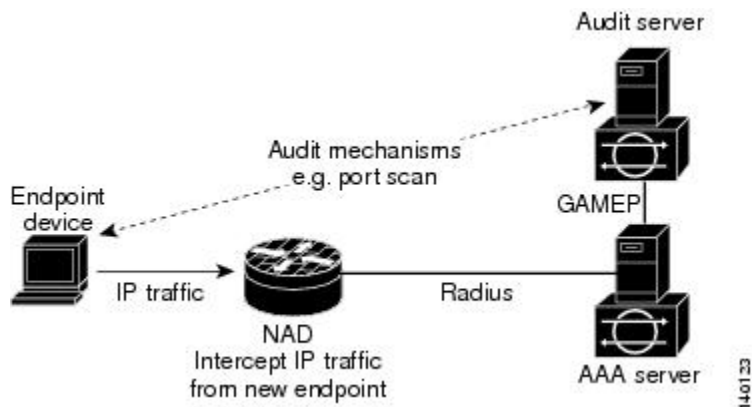 Audit server
Audit mechanisms
e.g. port scan
Endpoint
device
GAMEP
IP traffic
Radius
NAD
Intercept IP traffic
from new endpoint
AAA server
140123